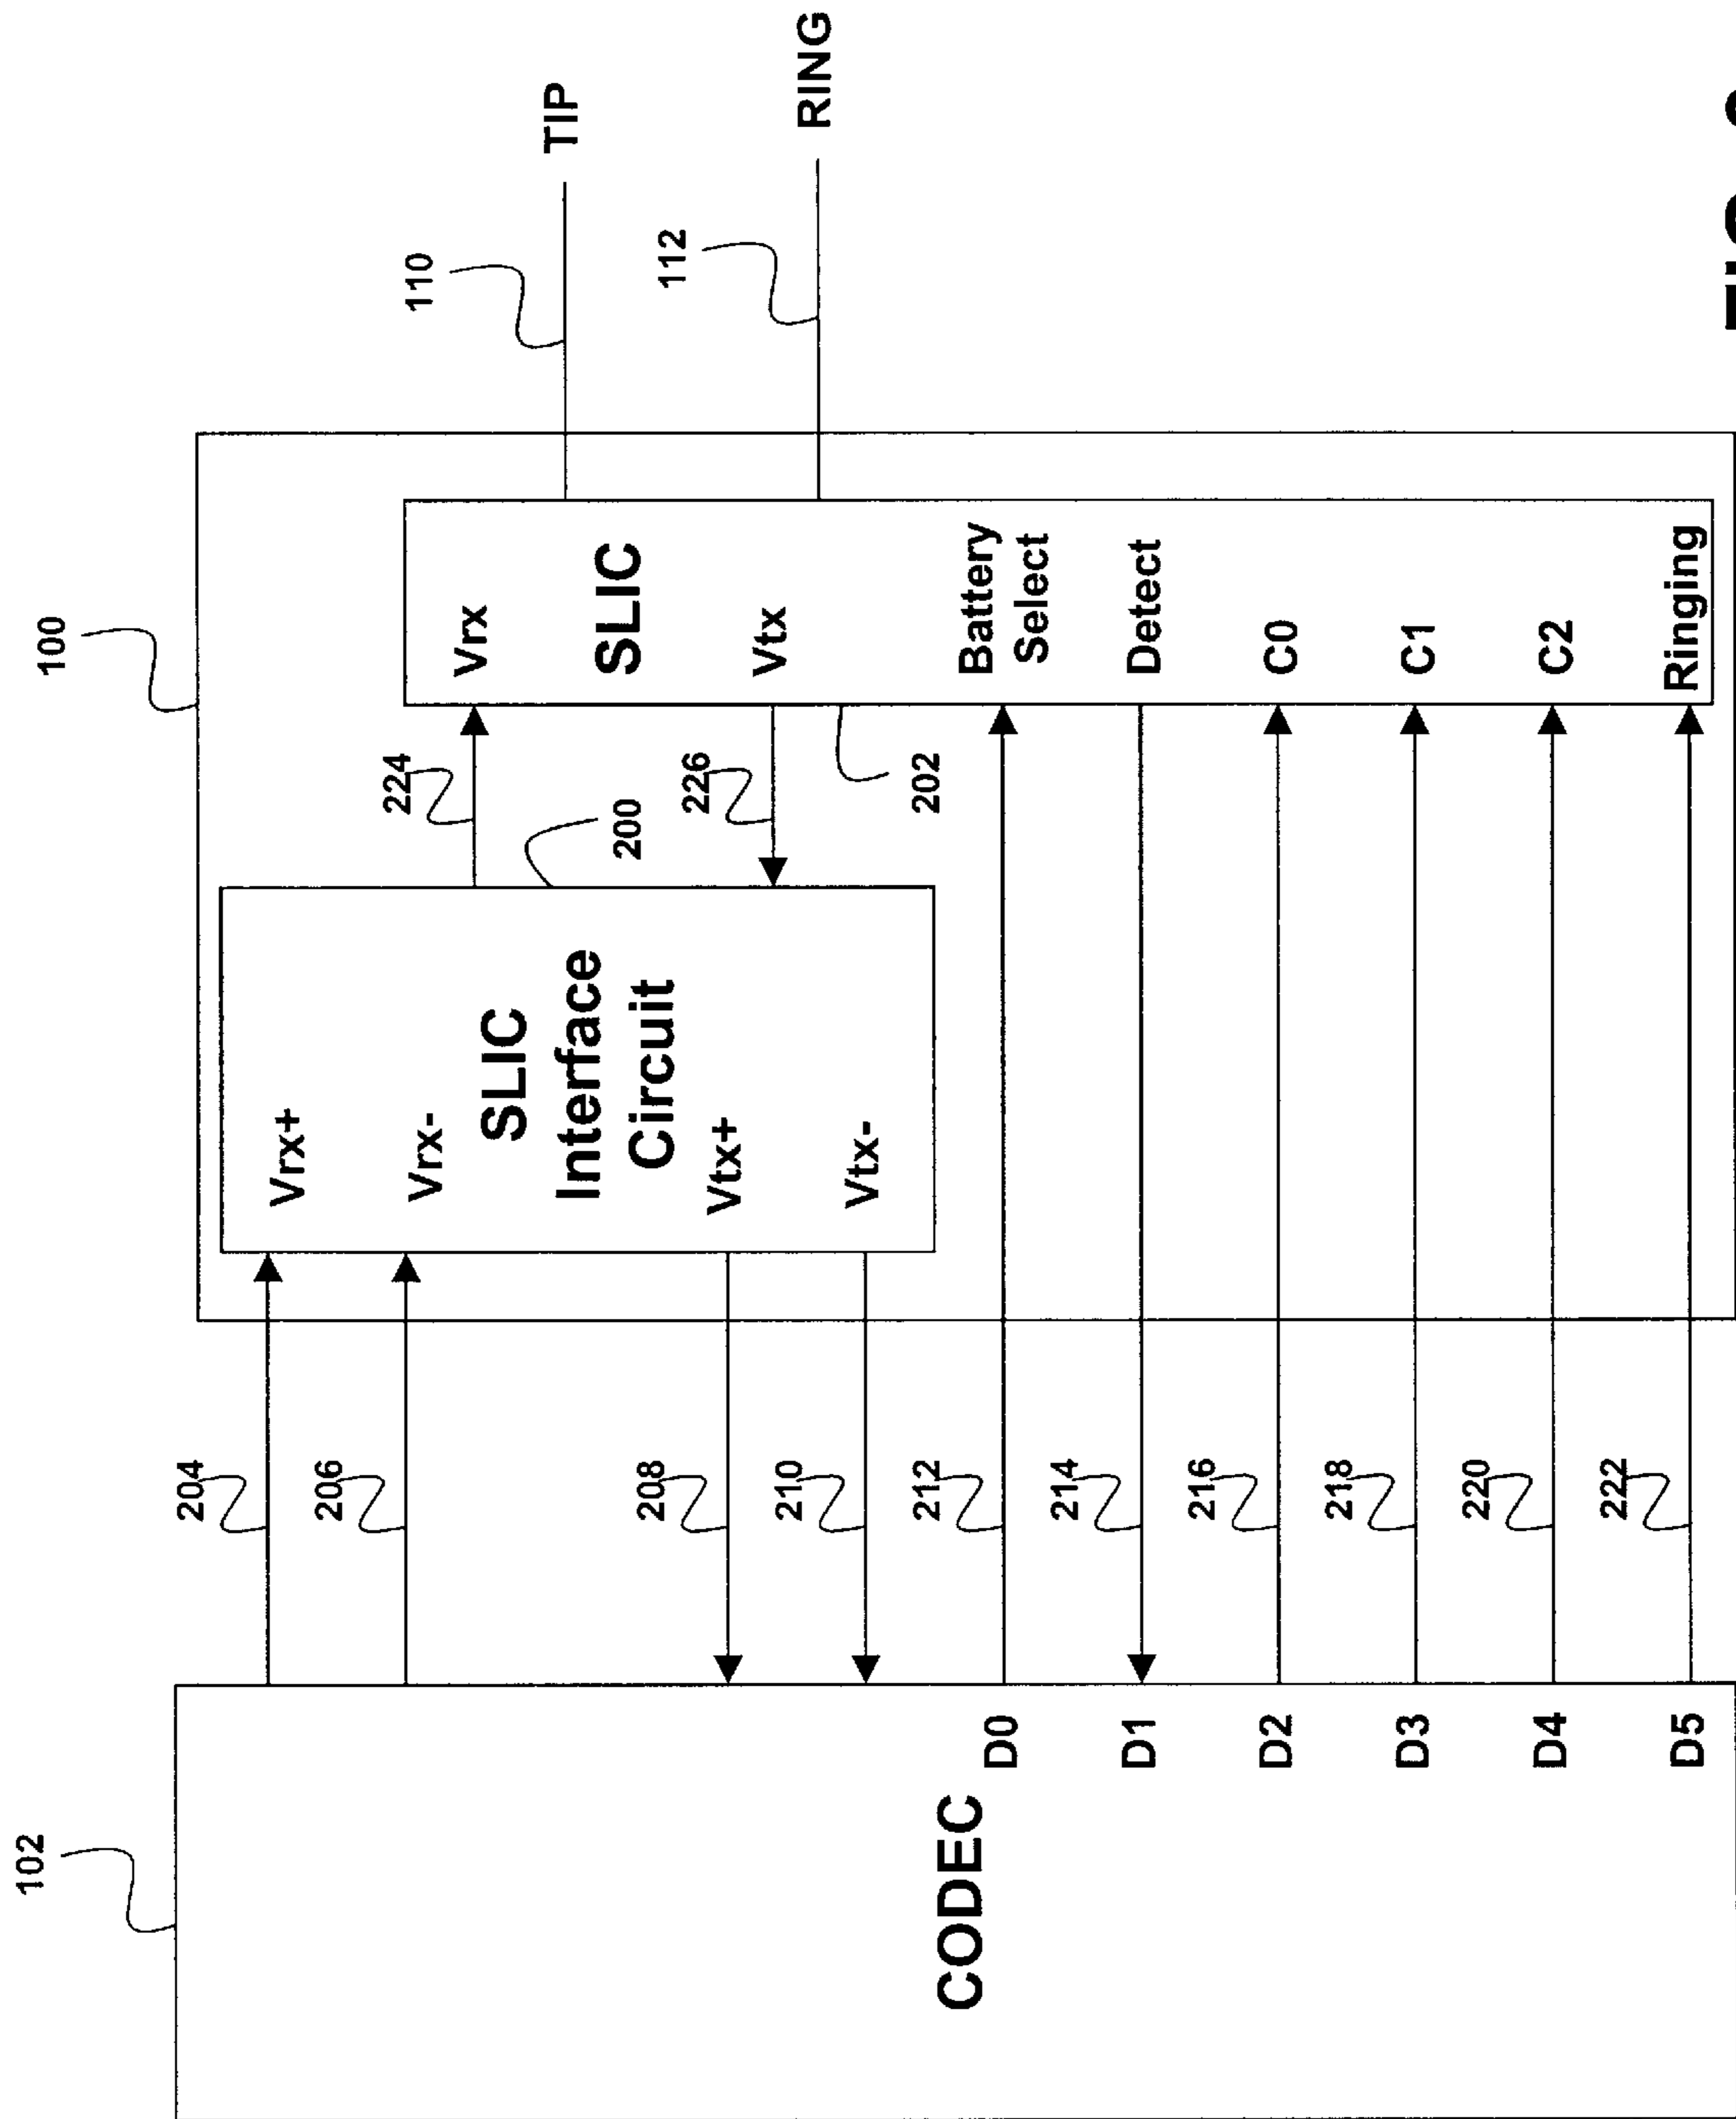 102
100
204
206
208
210
212
214
216
218
220
222
CODEC
D0
D1
D2
D3
D4
D5
Vrx+
Vrx-
SLIC
Interface
Circuit
Vtx+
Vtx-
224
200
226
202
Vrx
SLIC
Vtx
Battery
Select
Detect
C0
C1
C2
Ringing
110
TIP
112
RING